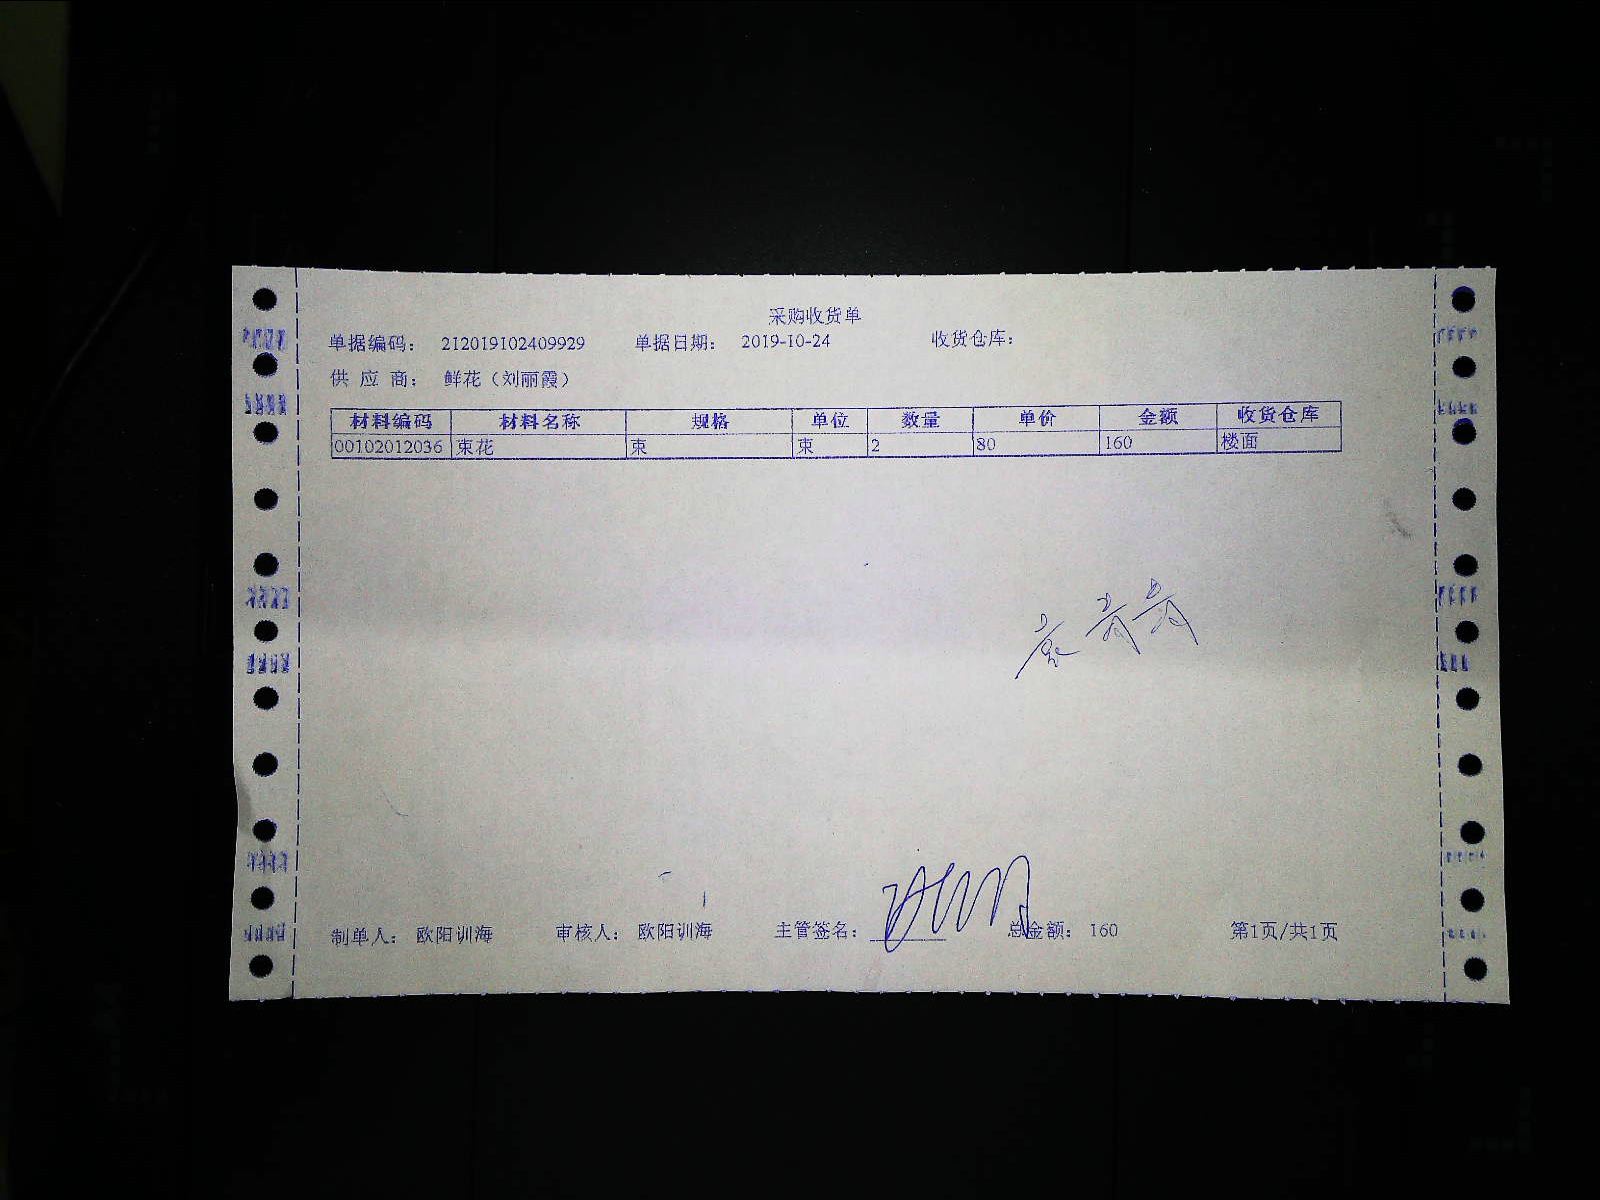 采购收货单
单据编码： 212019102409929 单据日期： 2019-10-24 收货仓库：
供 应 商： 鲜花（刘丽霞）
材料编码 材料名称 规格 单位 数量 单价 金额 收货仓库
00102012036 束花 束 束 2 80 160 楼面
制单人： 欧阳训海 审核人： 欧阳训海 主管签名： 总金额： 160 第1页/共1页